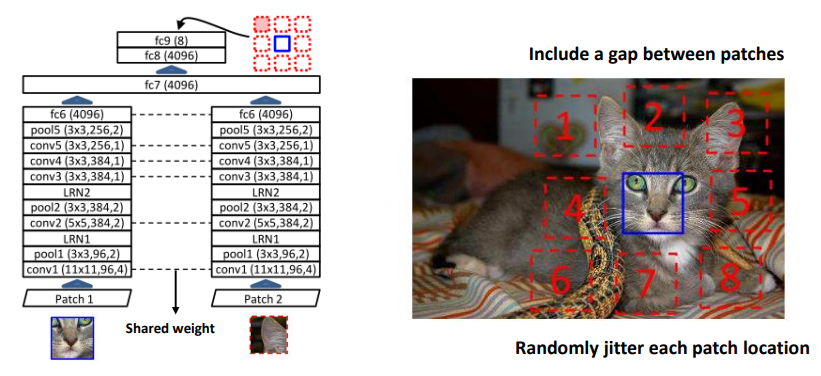 fc9 (8)
fc8 (4096)
fc7 (4096)
fc6 (4096)
pool5 (3x3,256,2)
conv5 (3x3,256,1)
conv4 (3x3,384,1)
conv3 (3x3,384,1)
LRN2
pool2 (3x3,384,2)
conv2 (5x5,384,2)
LRN1
pool1 (3x3,96,2)
conv1 (11x11,96,4)
Patch 1
fc6 (4096)
pool5 (3x3,256,2)
conv5 (3x3,256,1)
conv4 (3x3,384,1)
conv3 (3x3,384,1)
LRN2
pool2 (3x3,384,2)
conv2 (5x5,384,2)
LRN1
pool1 (3x3,96,2)
conv1 (11x11,96,4)
Patch 2
Shared weight
Include a gap between patches
1
2
3
4
5
6
7
8
Randomly jitter each patch location